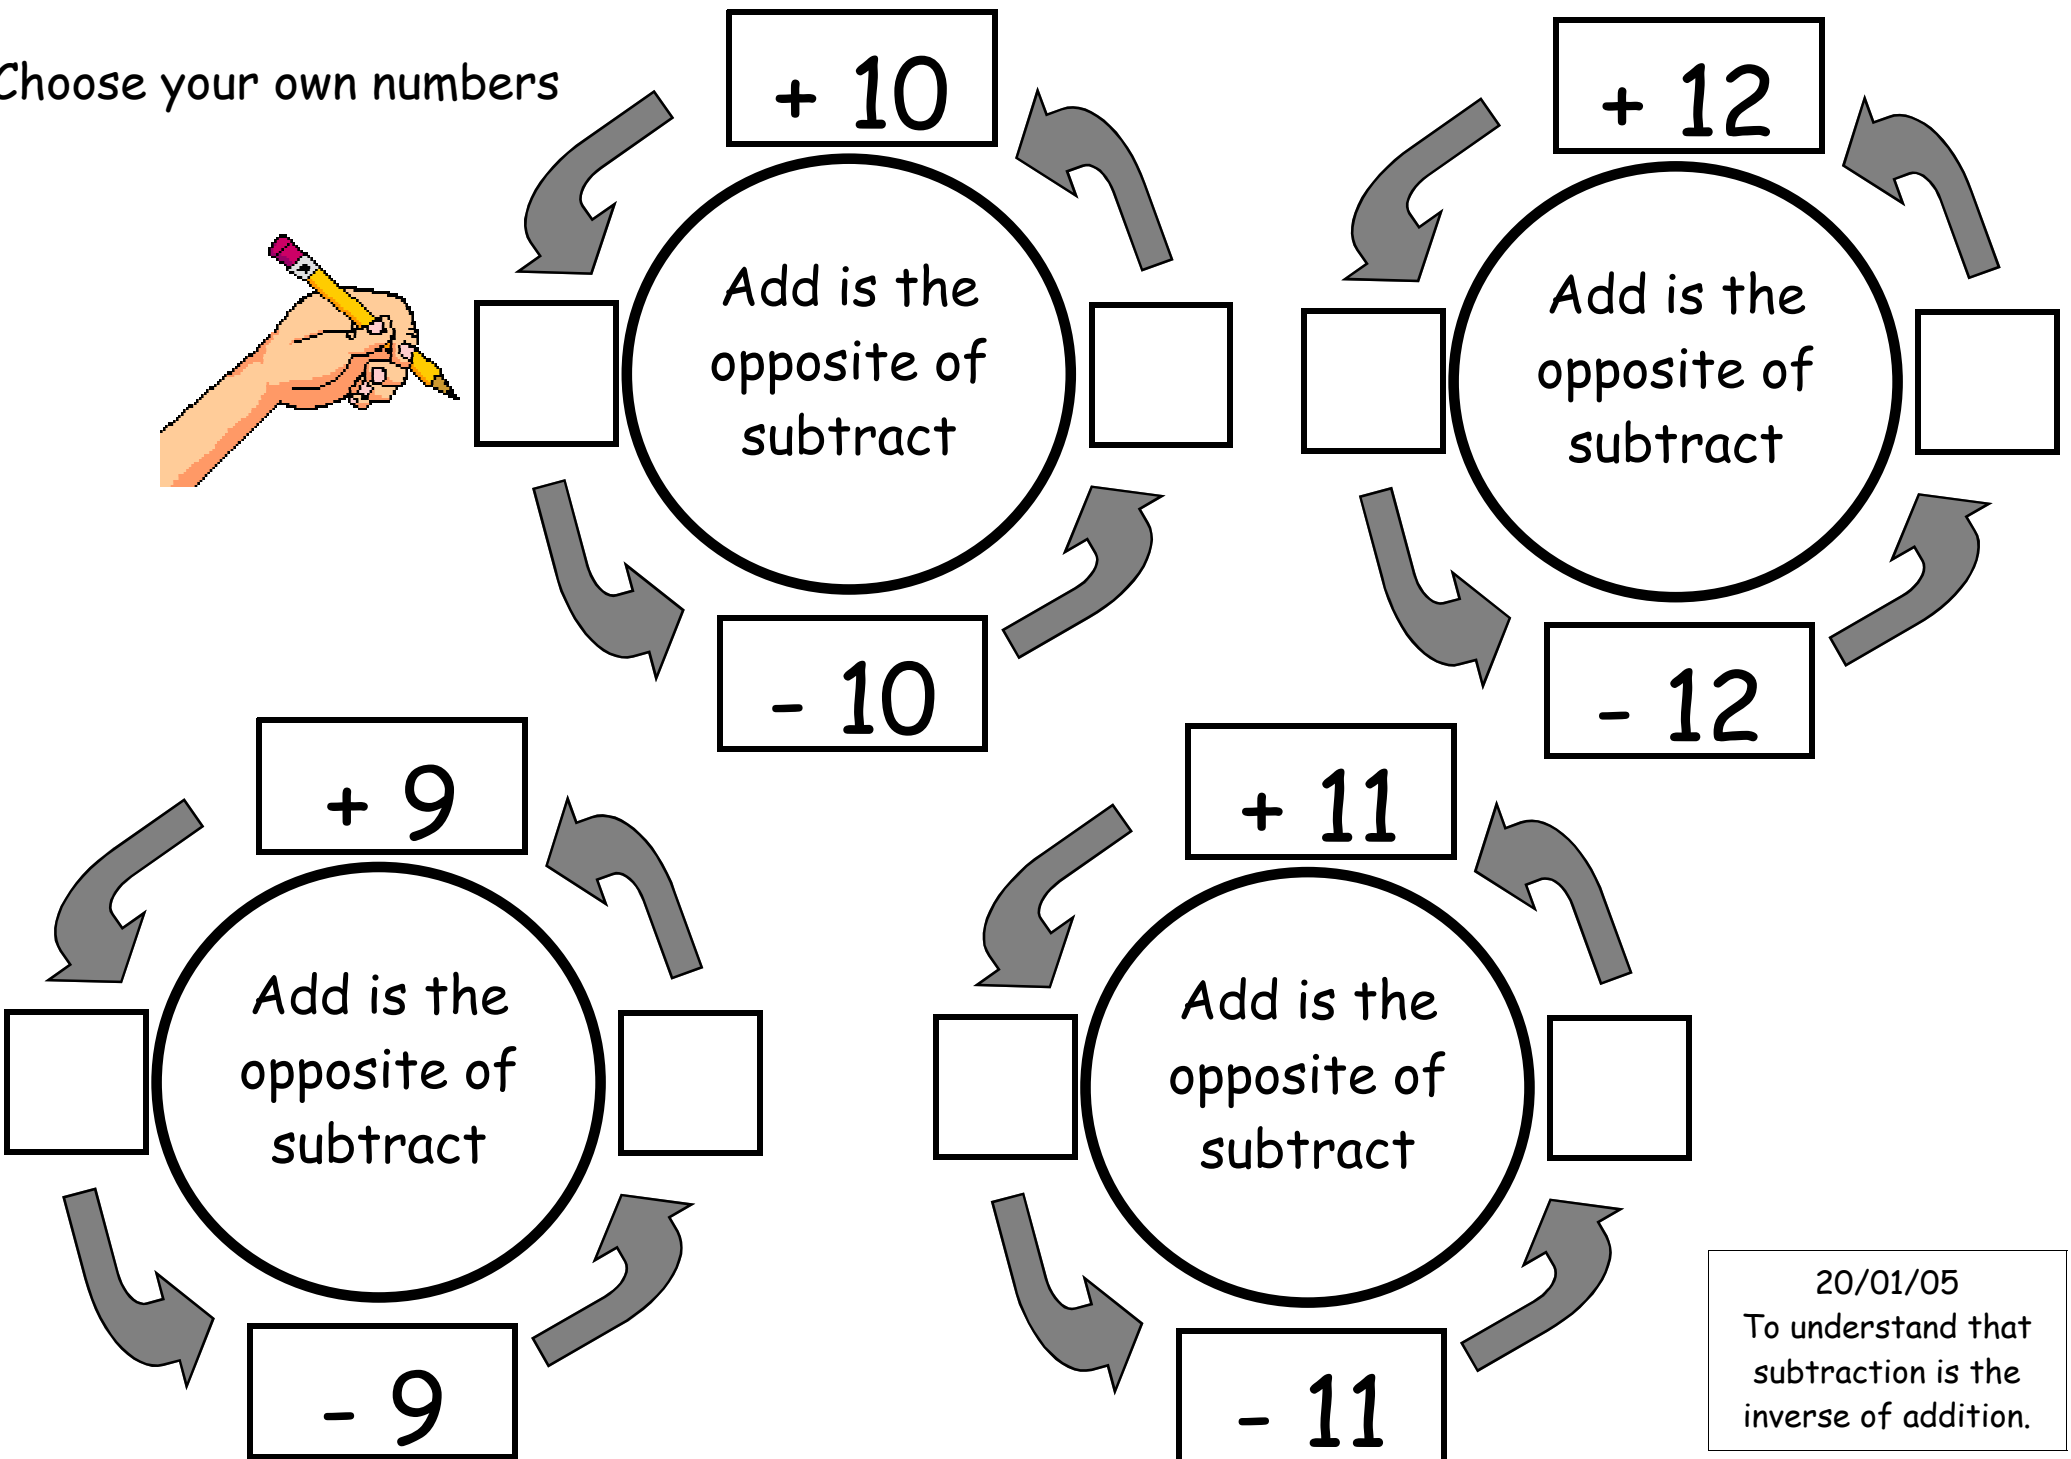 Choose your own numbers
+ 10
Add is the
opposite of
subtract
- 10
+ 12
Add is the
opposite of
subtract
- 12
+ 9
Add is the
opposite of
subtract
- 9
+ 11
Add is the
opposite of
subtract
- 11
20/01/05
To understand that
subtraction is the
inverse of addition.